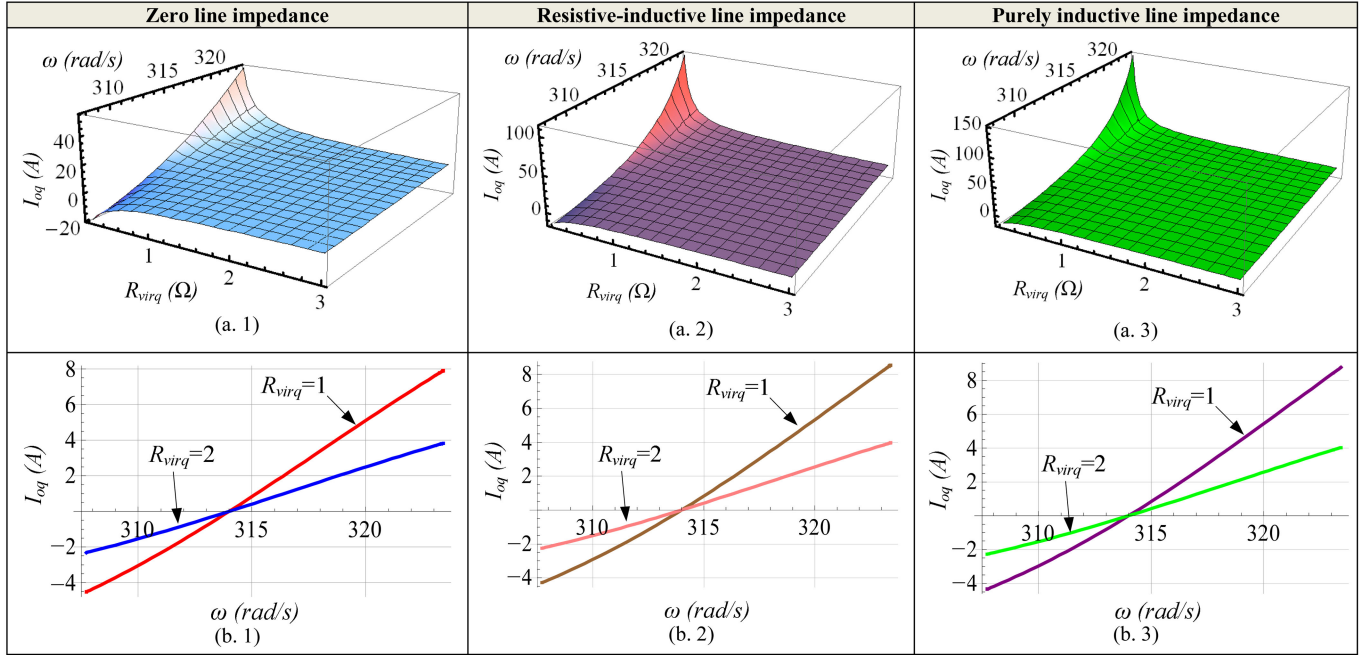 Zero line impedance
Resistive-inductive line impedance
Purely inductive line impedance
ω (rad/s)
310
315
320
40
20
0
−20
I_oq (A)
1
2
3
R_virq (Ω)
(a. 1)
ω (rad/s)
310
315
320
100
50
0
I_oq (A)
1
2
3
R_virq (Ω)
(a. 2)
ω (rad/s)
310
315
320
150
100
50
0
I_oq (A)
1
2
3
R_virq (Ω)
(a. 3)
8
6
4
2
−2
−4
I_oq (A)
R_virq=1
R_virq=2
310
315
320
ω (rad/s)
(b. 1)
8
6
4
2
−2
−4
I_oq (A)
R_virq=1
R_virq=2
310
315
320
ω (rad/s)
(b. 2)
8
6
4
2
−2
−4
I_oq (A)
R_virq=1
R_virq=2
310
315
320
ω (rad/s)
(b. 3)